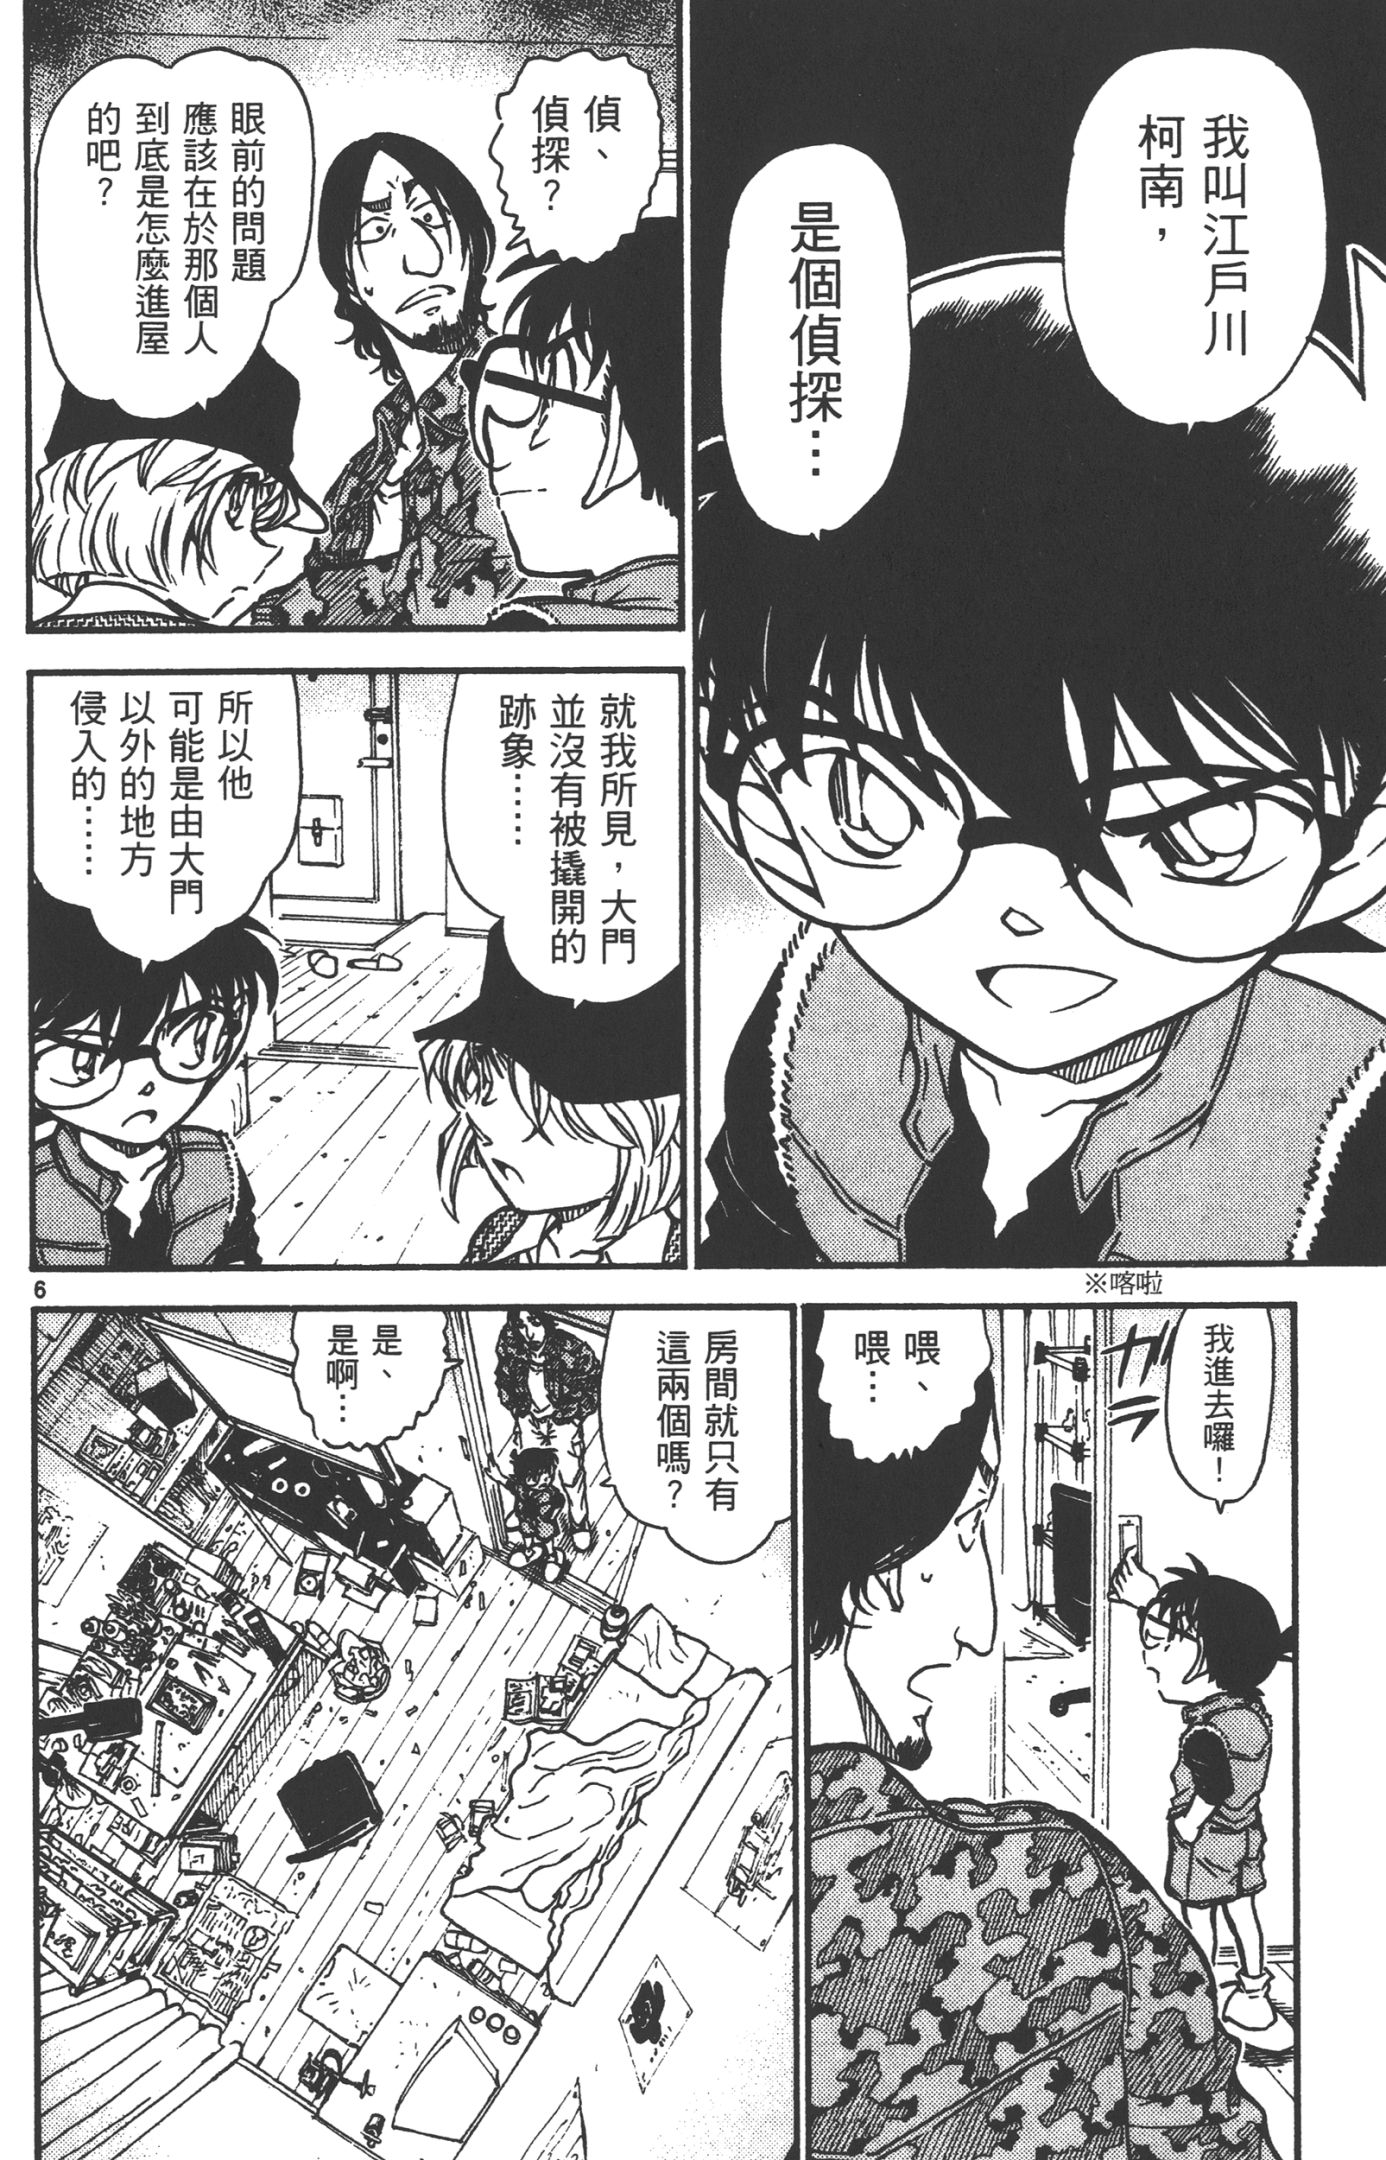 我叫江戶川
柯南，
是個偵探…
偵、
偵探？
眼前的問題
應該在於那個人
到底是怎麼進屋
的吧？
就我所見，大門
並沒有被撬開的
跡象……
所以他
可能是由大門
以外的地方
侵入的……
6
※喀啦
我進去囉！
ガラ
喂、
喂…
房間就只有
這兩個嗎？
是、
是啊…